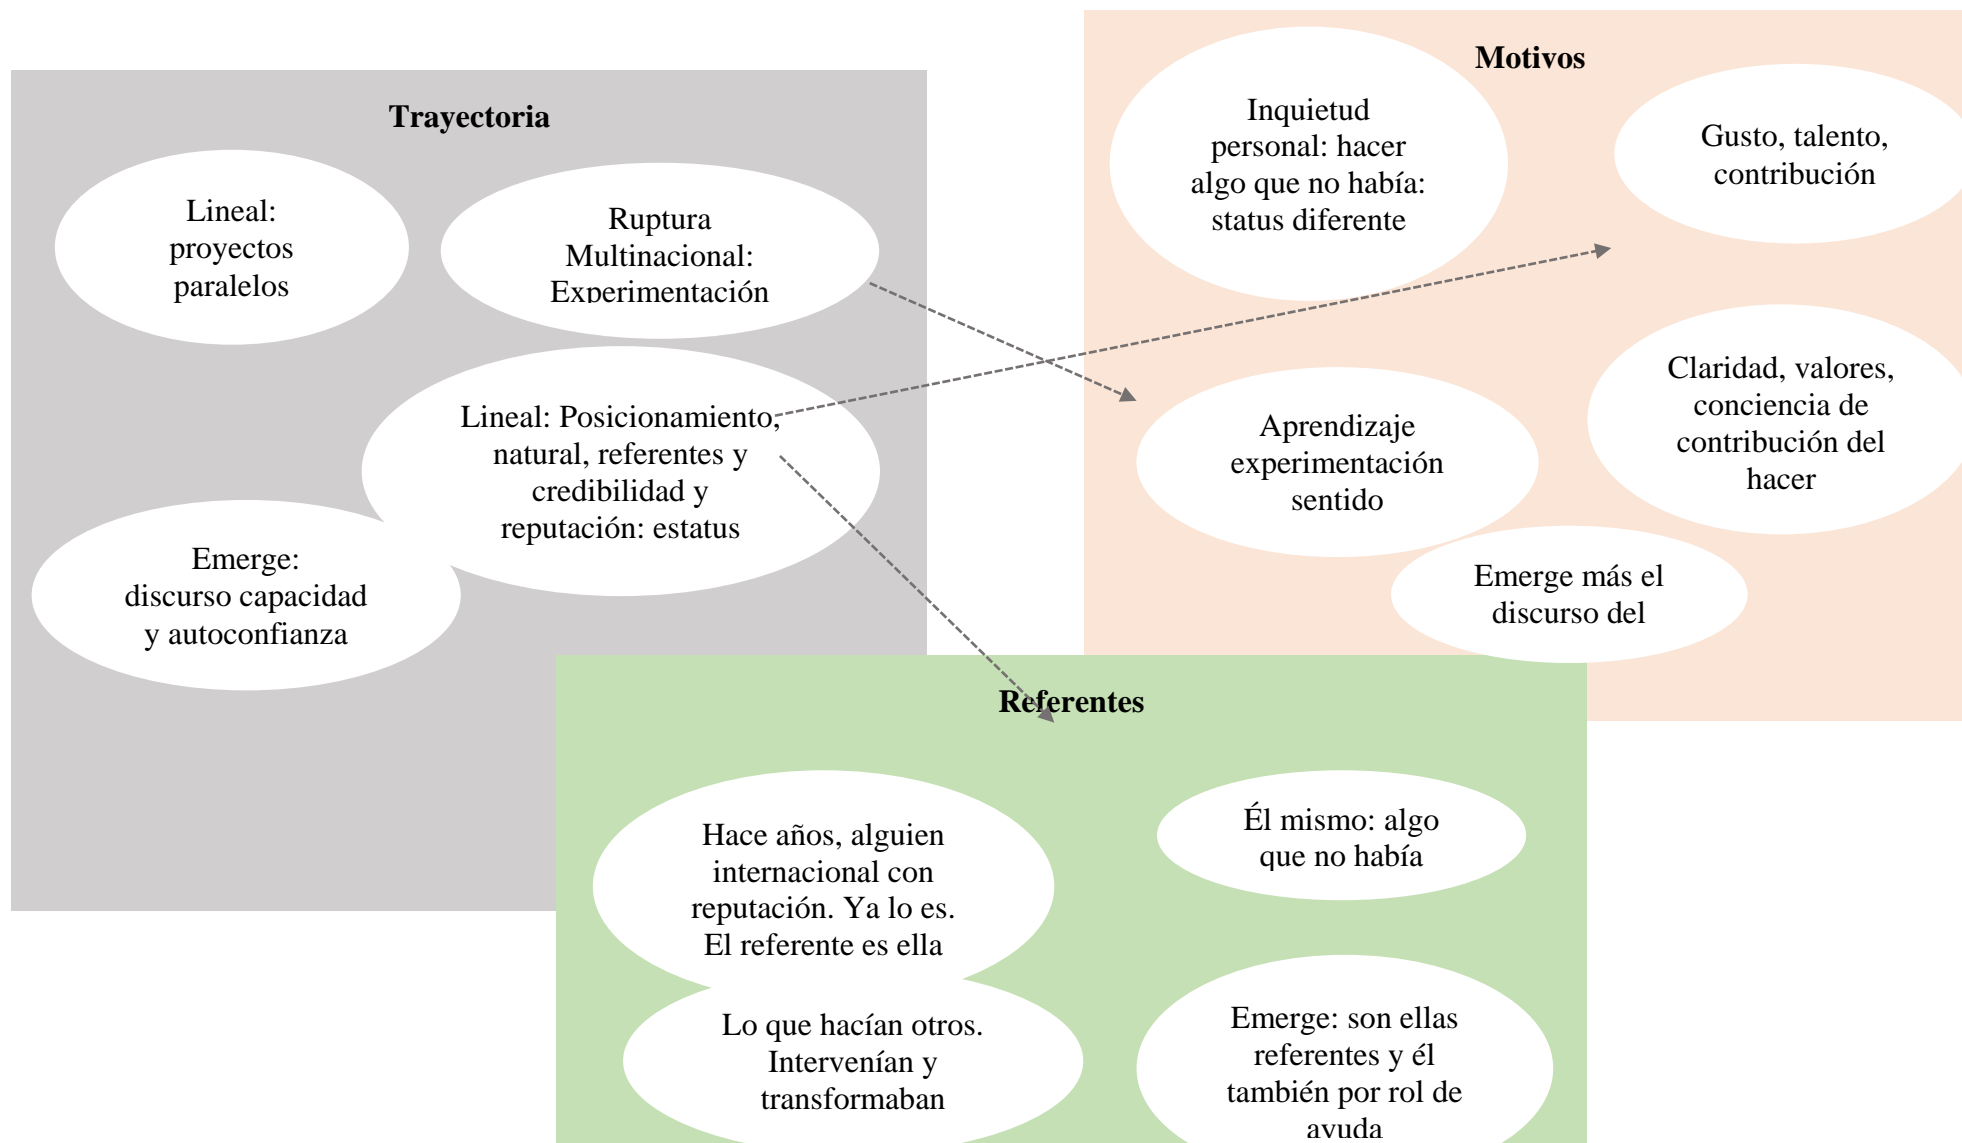 Trayectoria
Lineal:
proyectos
paralelos
Ruptura
Multinacional:
Experimentación
Lineal: Posicionamiento,
natural, referentes y
credibilidad y
reputación: estatus
Emerge:
discurso capacidad
y autoconfianza
Motivos
Inquietud
personal: hacer
algo que no había:
status diferente
Gusto, talento,
contribución
Claridad, valores,
conciencia de
contribución del
hacer
Aprendizaje
experimentación
sentido
Emerge más el
discurso del
Referentes
Hace años, alguien
internacional con
reputación. Ya lo es.
El referente es ella
Él mismo: algo
que no había
Lo que hacían otros.
Intervenían y
transformaban
Emerge: son ellas
referentes y él
también por rol de
ayuda